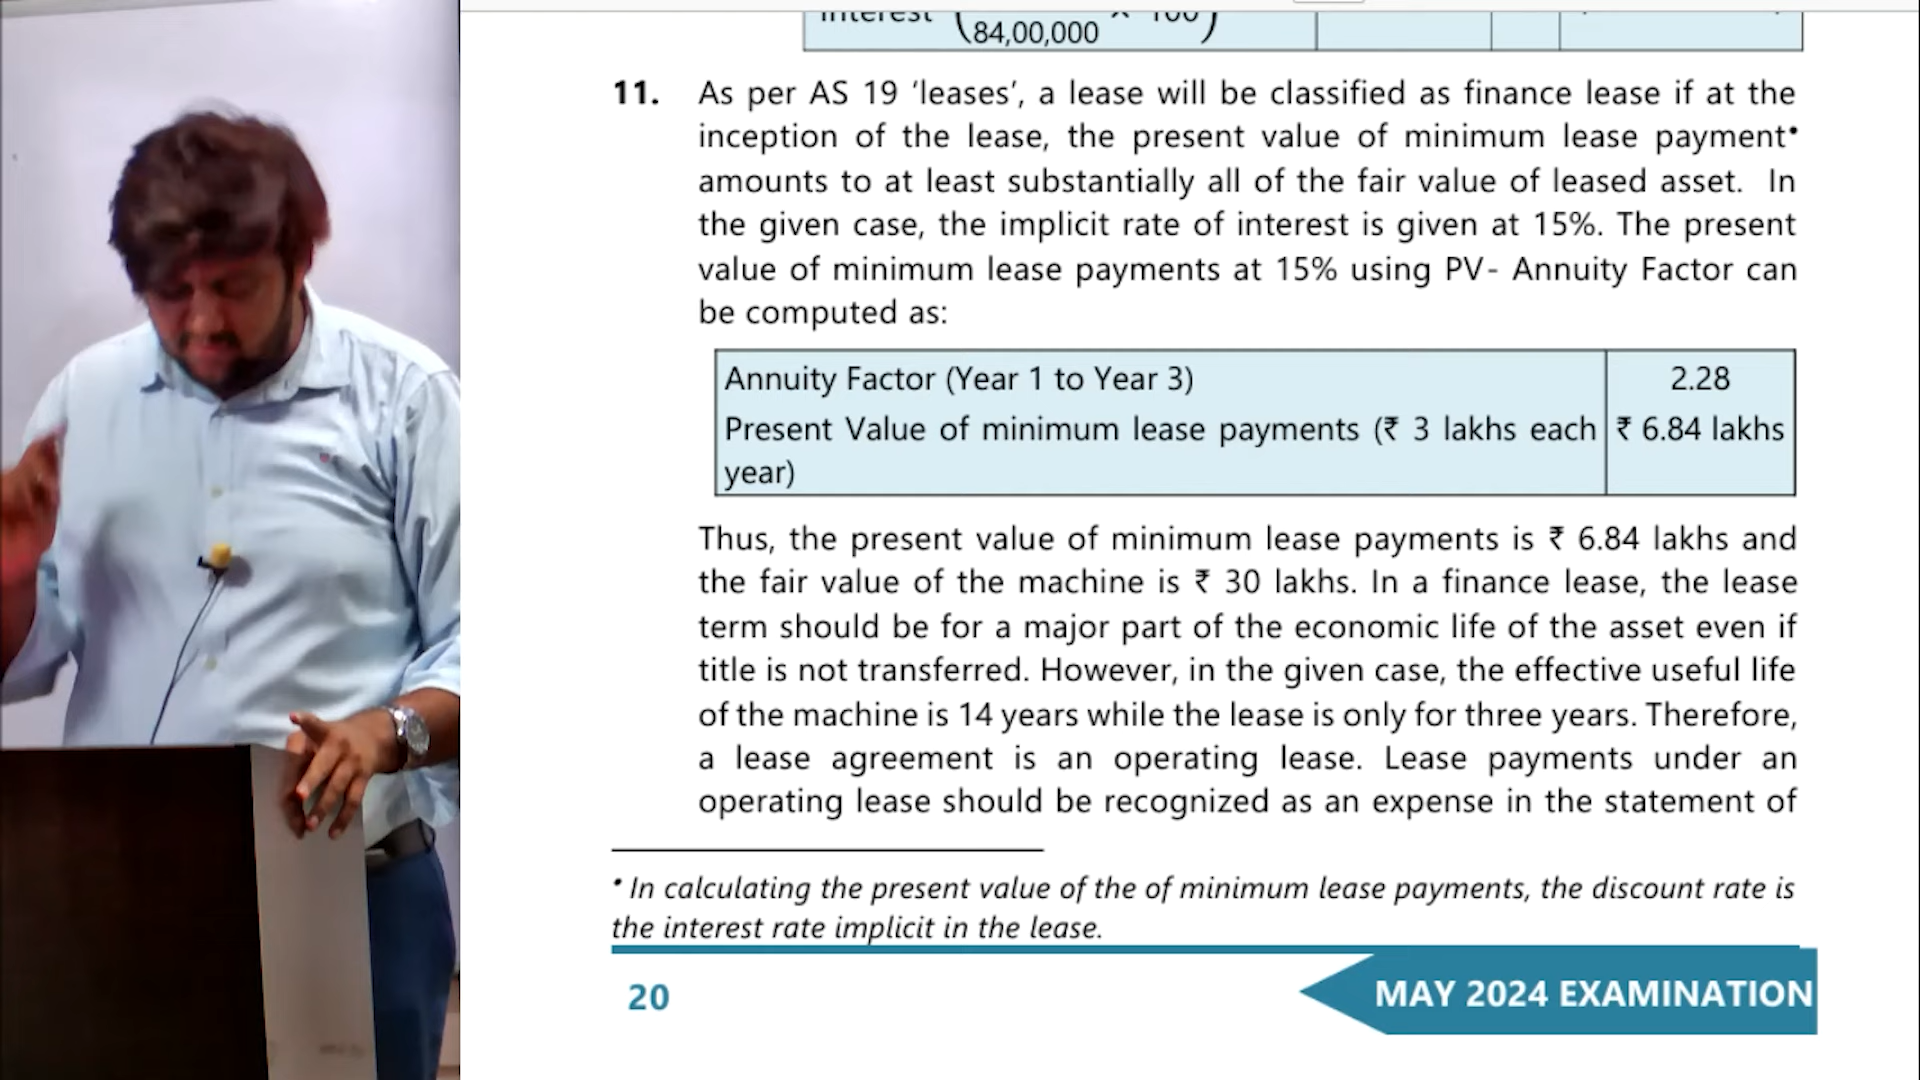 84,00,000
11. As per AS 19 ‘leases’, a lease will be classified as finance lease if at the
inception of the lease, the present value of minimum lease payment•
amounts to at least substantially all of the fair value of leased asset. In
the given case, the implicit rate of interest is given at 15%. The present
value of minimum lease payments at 15% using PV- Annuity Factor can
be computed as:
Annuity Factor (Year 1 to Year 3) 2.28
Present Value of minimum lease payments (₹ 3 lakhs each ₹ 6.84 lakhs
year)
Thus, the present value of minimum lease payments is ₹ 6.84 lakhs and
the fair value of the machine is ₹ 30 lakhs. In a finance lease, the lease
term should be for a major part of the economic life of the asset even if
title is not transferred. However, in the given case, the effective useful life
of the machine is 14 years while the lease is only for three years. Therefore,
a lease agreement is an operating lease. Lease payments under an
operating lease should be recognized as an expense in the statement of
• In calculating the present value of the of minimum lease payments, the discount rate is
the interest rate implicit in the lease.
20
MAY 2024 EXAMINATION